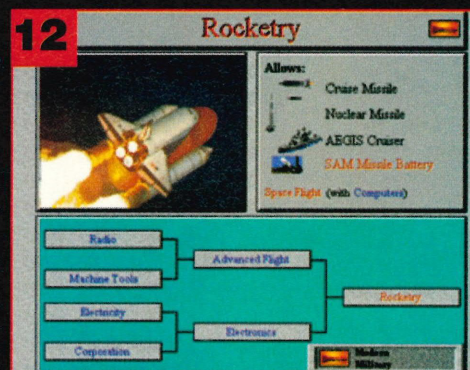 12
Rocketry
Allows:
Cruise Missile
Nuclear Missile
AEGIS Cruiser
SAM Missile Battery
Space Flight (with Computers)
Radio
Machine Tools
Advanced Flight
Rocketry
Electricity
Electronics
Corporation
Modern
Military